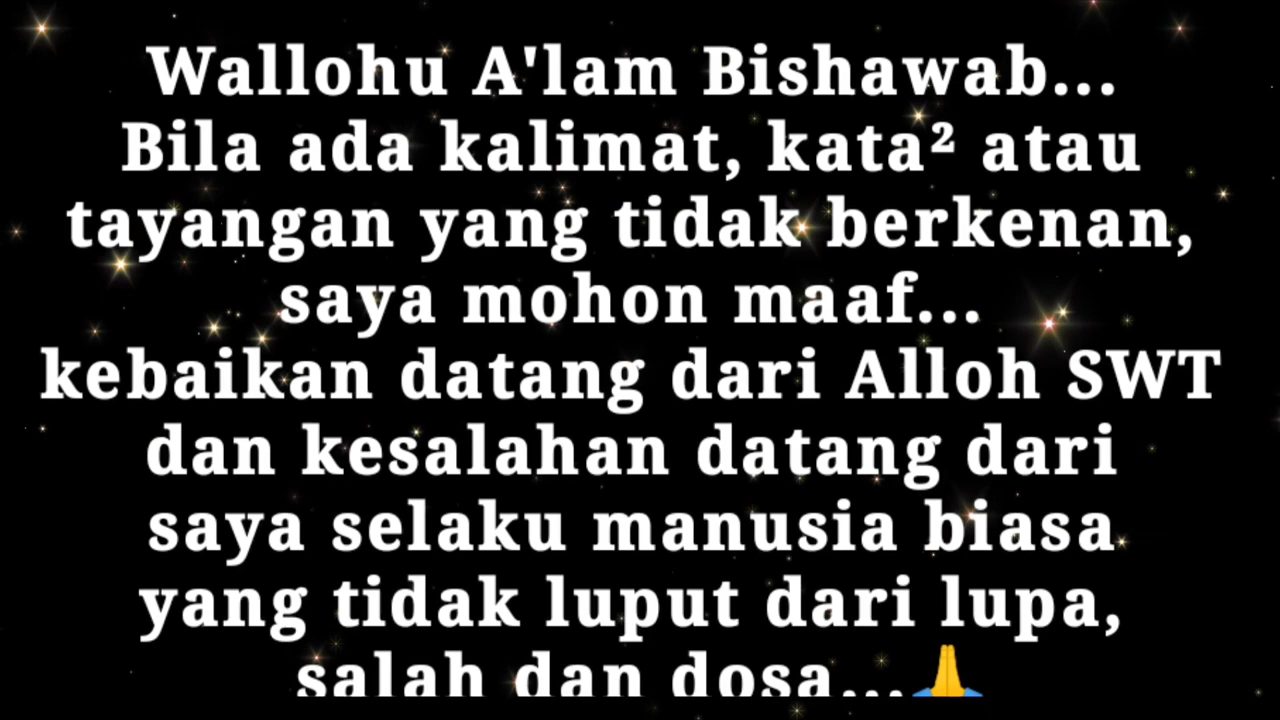 Wallohu A'lam Bishawab...
Bila ada kalimat, kata² atau
tayangan yang tidak berkenan,
saya mohon maaf...
kebaikan datang dari Alloh SWT
dan kesalahan datang dari
saya selaku manusia biasa
yang tidak luput dari lupa,
salah dan dosa...🙏